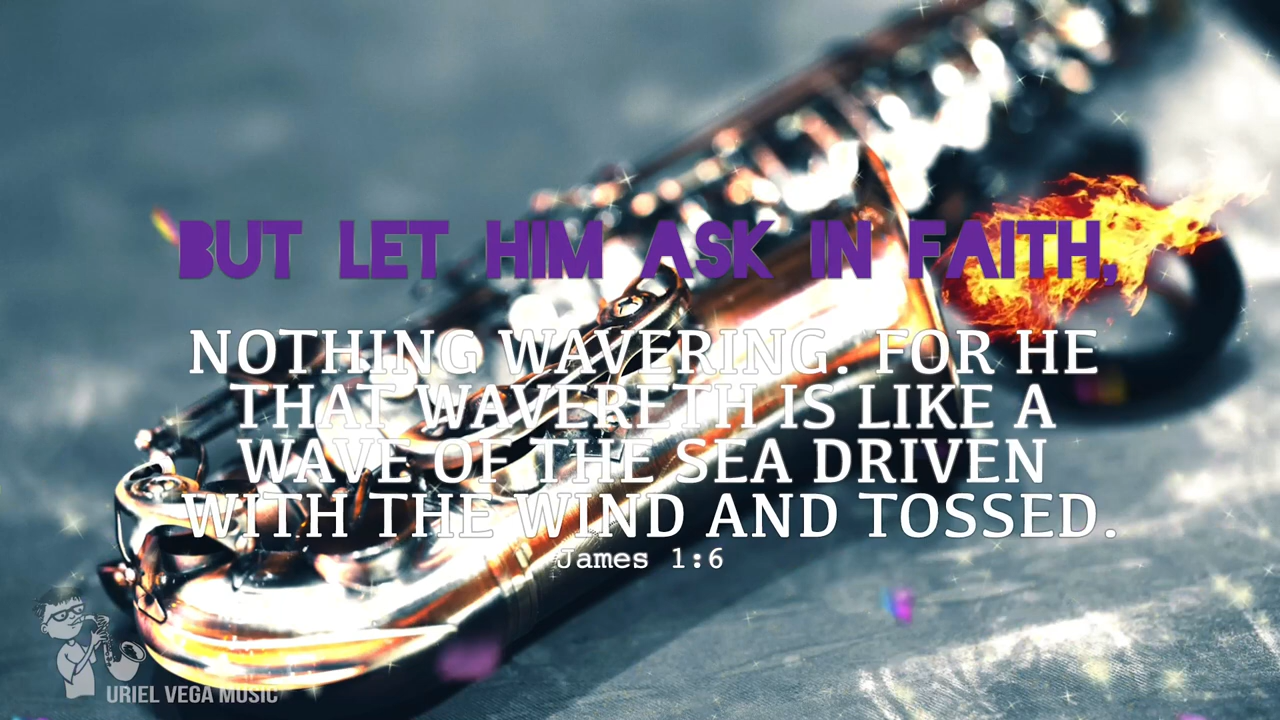 BUT LET HIM ASK IN FAITH,
NOTHING WAVERING. FOR HE
THAT WAVERETH IS LIKE A
WAVE OF THE SEA DRIVEN
WITH THE WIND AND TOSSED.
James 1:6
URIEL VEGA MUSIC